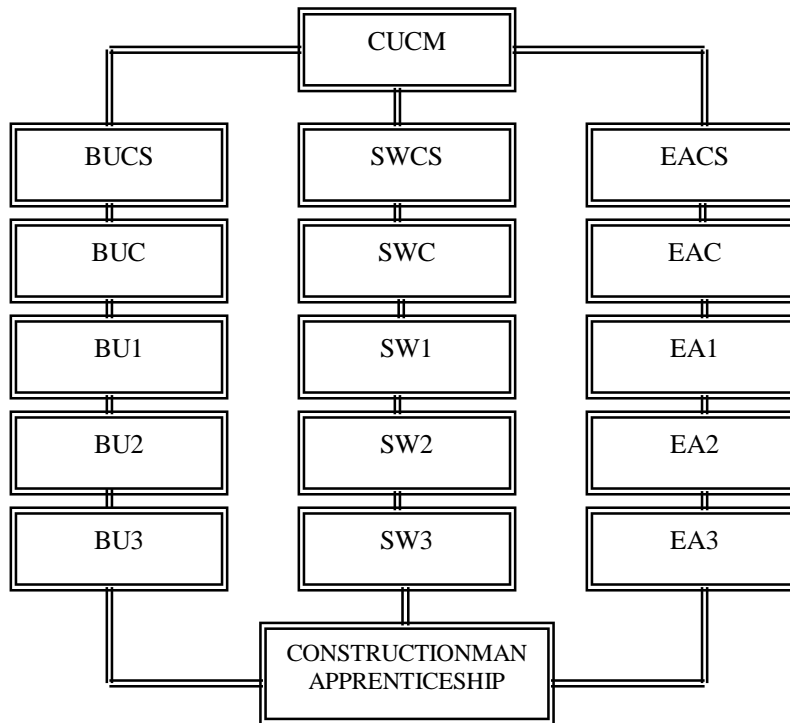 CUCM
BUCS
SWCS
EACS
BUC
SWC
EAC
BU1
SW1
EA1
BU2
SW2
EA2
BU3
SW3
EA3
CONSTRUCTIONMAN
APPRENTICESHIP